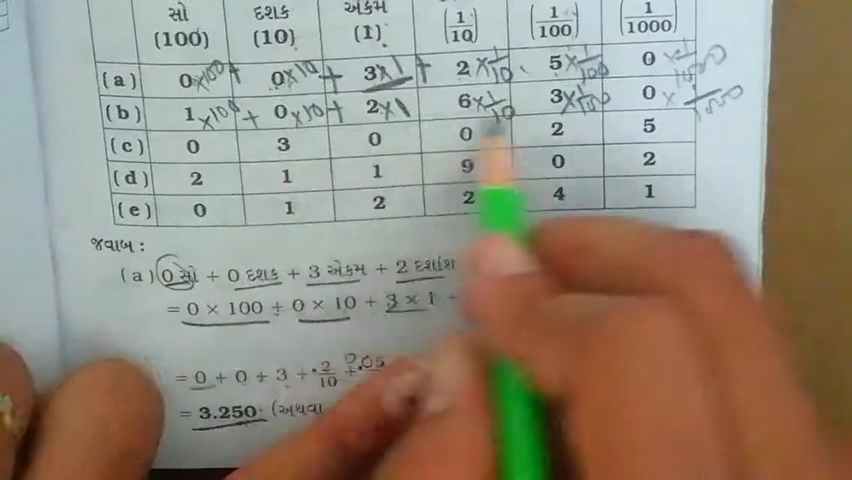 સો દશક એકમ
(100) (10) (1) (1/10) (1/100) (1/1000)
(a) 0×100+ 0×10 + 3×1 + 2×1/10 5×1/100 0
(b) 1×100 + 0×10+ 2×1 6×1/10 3×1/100 0
(c) 0 3 0 0 2 5
(d) 2 1 1 9 0 2
(e) 0 1 2 2 4 1
જવાબ :
(a) 0 સો + 0 દશક + 3 એકમ + 2 દશાંશ
= 0 × 100 + 0 × 10 + 3 × 1
= 0 + 0 + 3 + 2/10 +
= 3.250 (અથવા